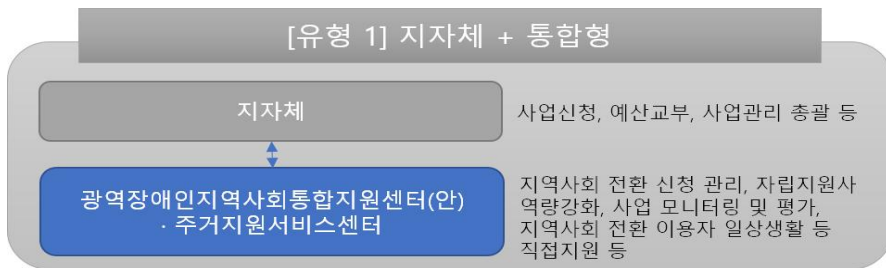 [유형 1] 지자체 + 통합형
지자체
사업신청, 예산교부, 사업관리 총괄 등
광역장애인지역사회통합지원센터(안)
· 주거지원서비스센터
지역사회 전환 신청 관리, 자립지원사
역량강화, 사업 모니터링 및 평가,
지역사회 전환 이용자 일상생활 등
직접지원 등